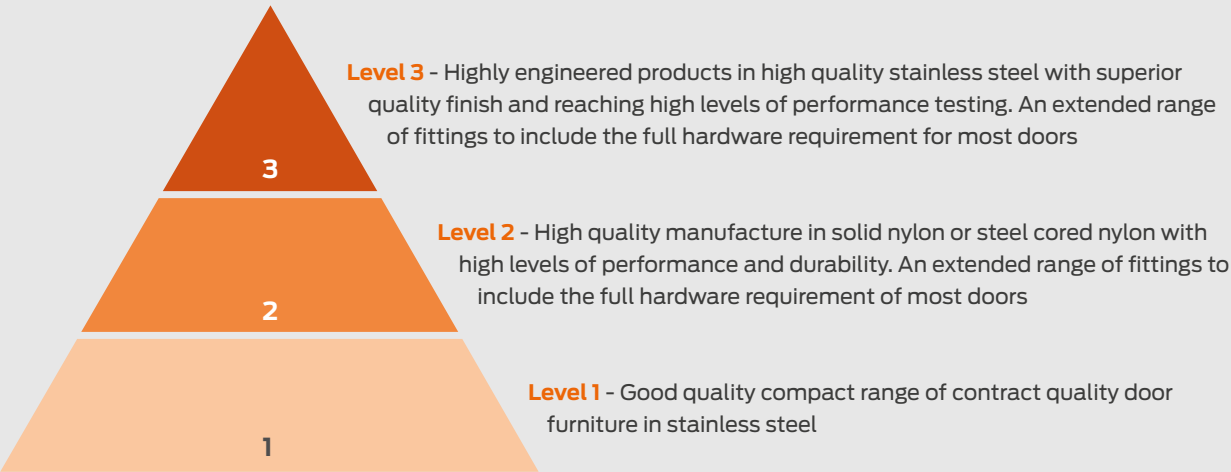 Level 3 - Highly engineered products in high quality stainless steel with superior
quality finish and reaching high levels of performance testing. An extended range
of fittings to include the full hardware requirement for most doors
3
Level 2 - High quality manufacture in solid nylon or steel cored nylon with
high levels of performance and durability. An extended range of fittings to
include the full hardware requirement of most doors
2
Level 1 - Good quality compact range of contract quality door
furniture in stainless steel
1